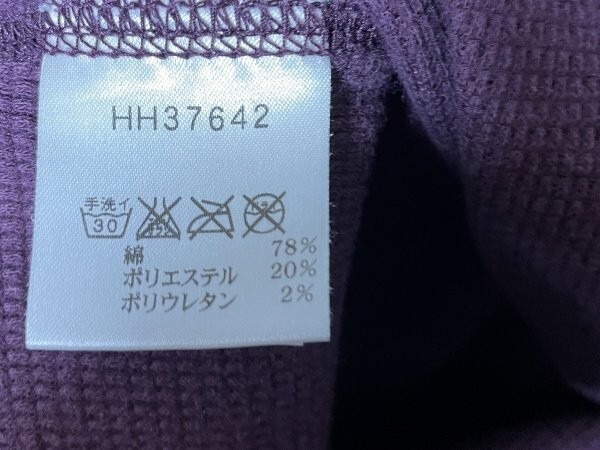 HH37642
手洗イ
30
綿 78%
ポリエステル 20%
ポリウレタン 2%